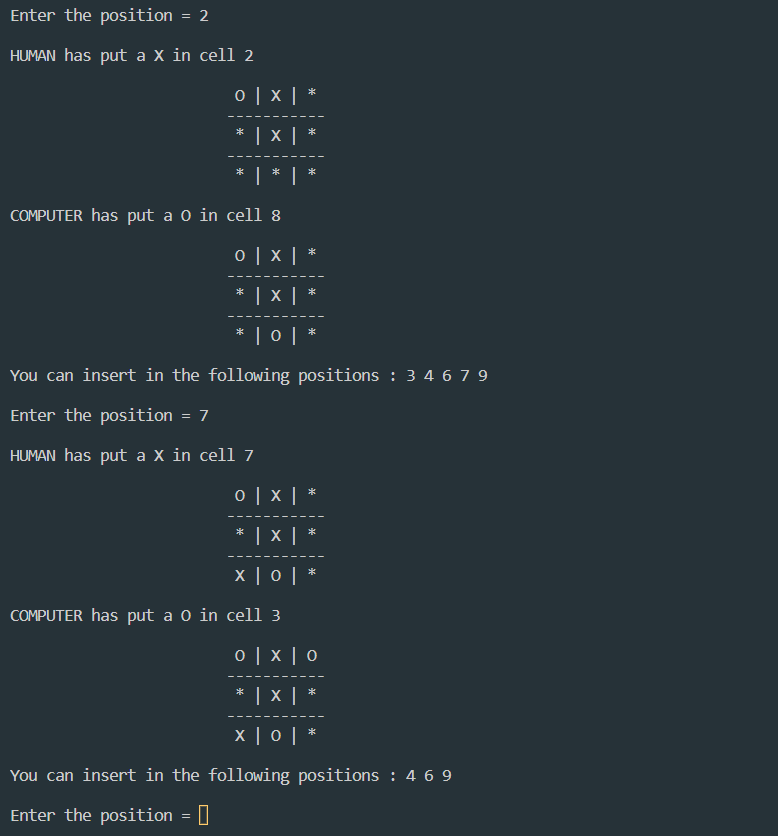 Enter the position = 2
HUMAN has put a X in cell 2
O | X | *
-----------
* | X | *
-----------
* | * | *
COMPUTER has put a O in cell 8
O | X | *
-----------
* | X | *
-----------
* | O | *
You can insert in the following positions : 3 4 6 7 9
Enter the position = 7
HUMAN has put a X in cell 7
O | X | *
-----------
* | X | *
-----------
X | O | *
COMPUTER has put a O in cell 3
O | X | O
-----------
* | X | *
-----------
X | O | *
You can insert in the following positions : 4 6 9
Enter the position =